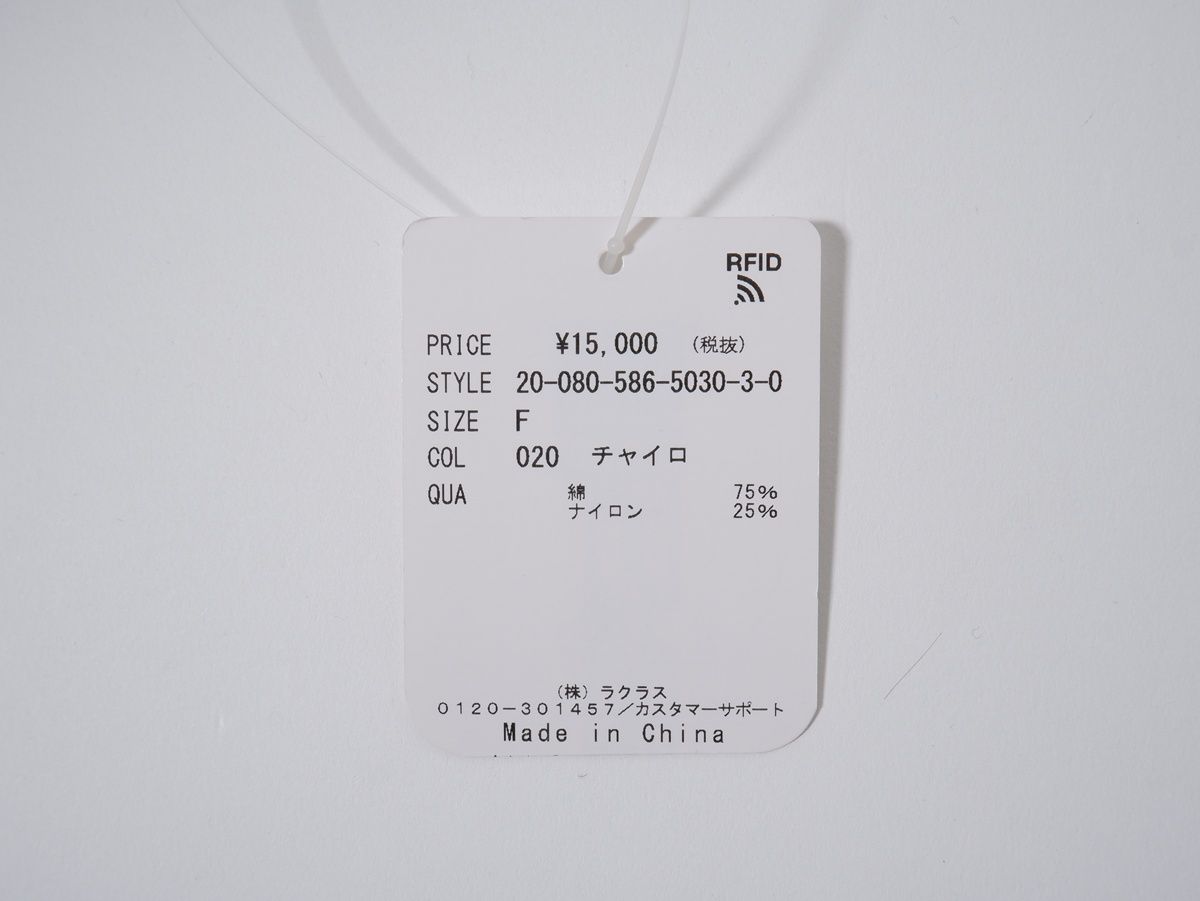 RFID
PRICE ¥15,000 (税抜)
STYLE 20-080-586-5030-3-0
SIZE F
COL 020 チャイロ
QUA 綿 75%
ナイロン 25%
(株) ラクラス
0120-301457/カスタマーサポート
Made in China